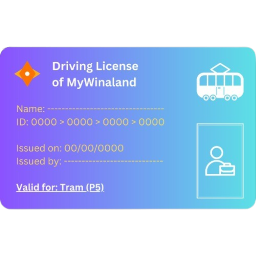 Driving License
of MyWinaland
Name: --------------------------------
ID: 0000 > 0000 > 0000 > 0000
Issued on: 00/00/0000
Issued by: ---------------------------
Valid for: Tram (P5)